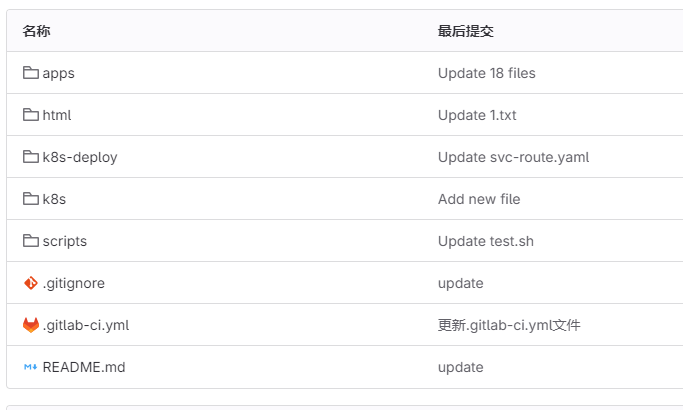 名称 最后提交
apps Update 18 files
html Update 1.txt
k8s-deploy Update svc-route.yaml
k8s Add new file
scripts Update test.sh
.gitignore update
.gitlab-ci.yml 更新.gitlab-ci.yml文件
README.md update